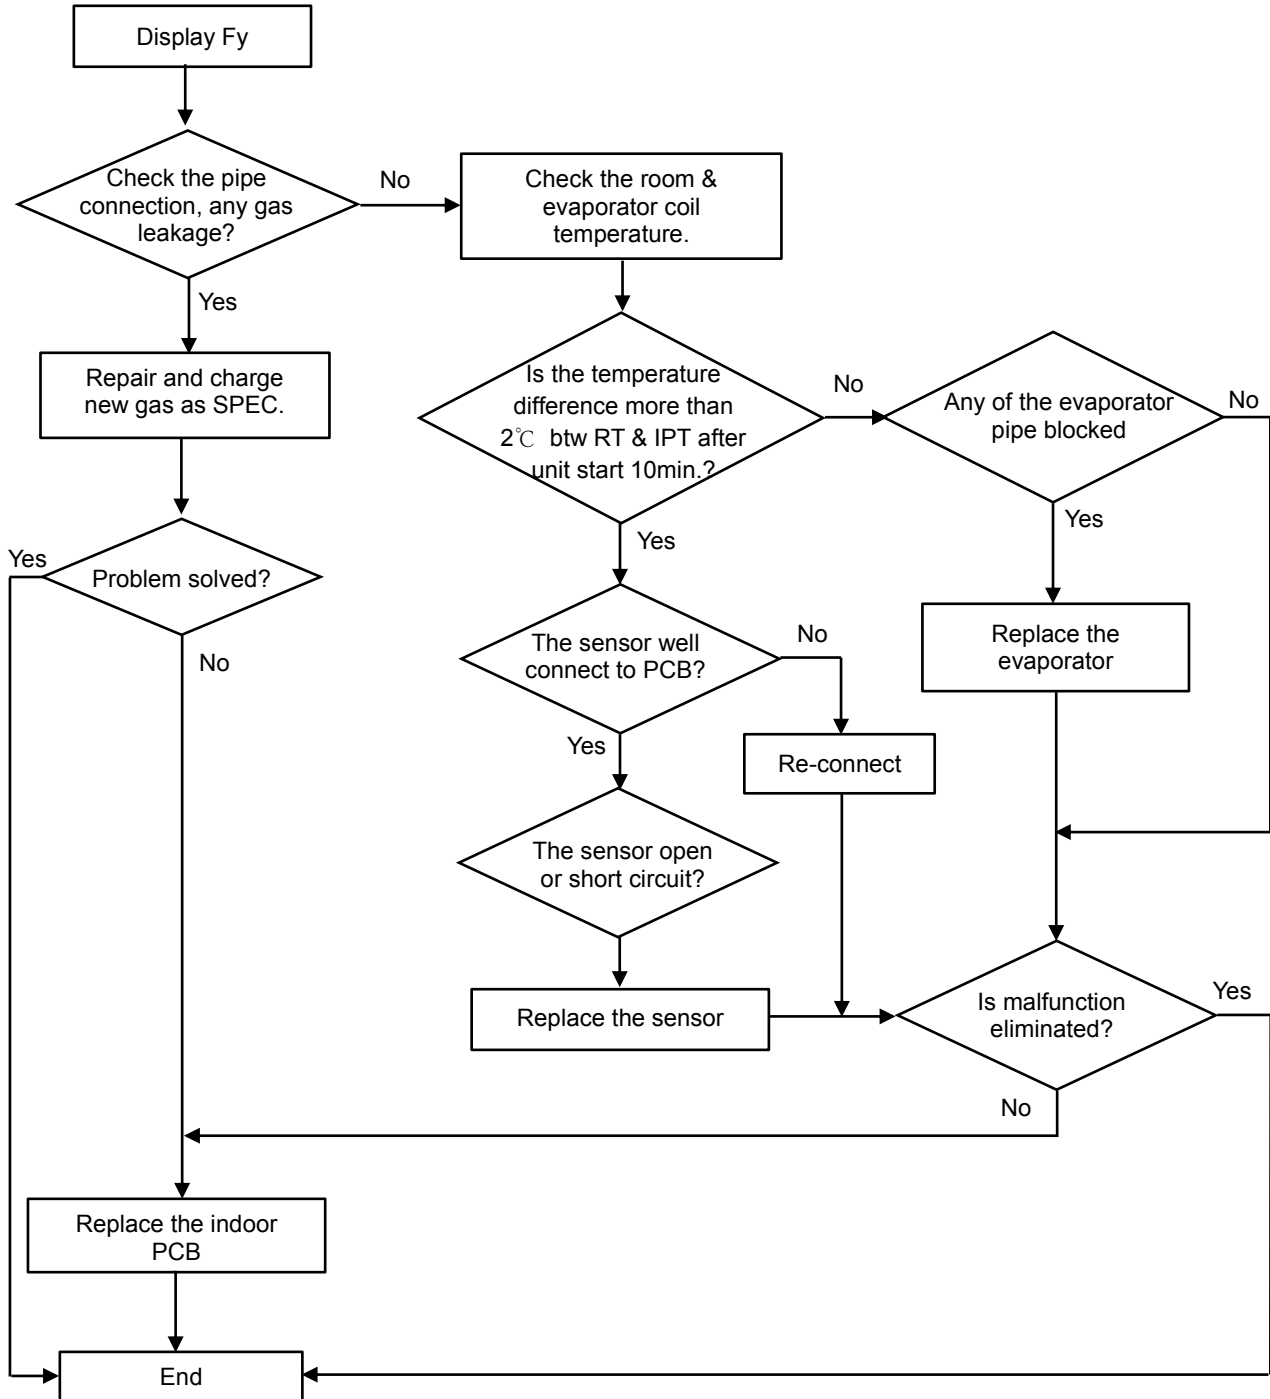 Display Fy
Check the pipe
connection, any gas
leakage?
No
Check the room &
evaporator coil
temperature.
Yes
Repair and charge
new gas as SPEC.
Is the temperature
difference more than
2℃ btw RT & IPT after
unit start 10min.?
No
Any of the evaporator
pipe blocked
No
Yes
Yes
Yes
Problem solved?
No
The sensor well
connect to PCB?
No
Replace the
evaporator
Yes
Re-connect
The sensor open
or short circuit?
Replace the sensor
Is malfunction
eliminated?
Yes
No
Replace the indoor
PCB
End